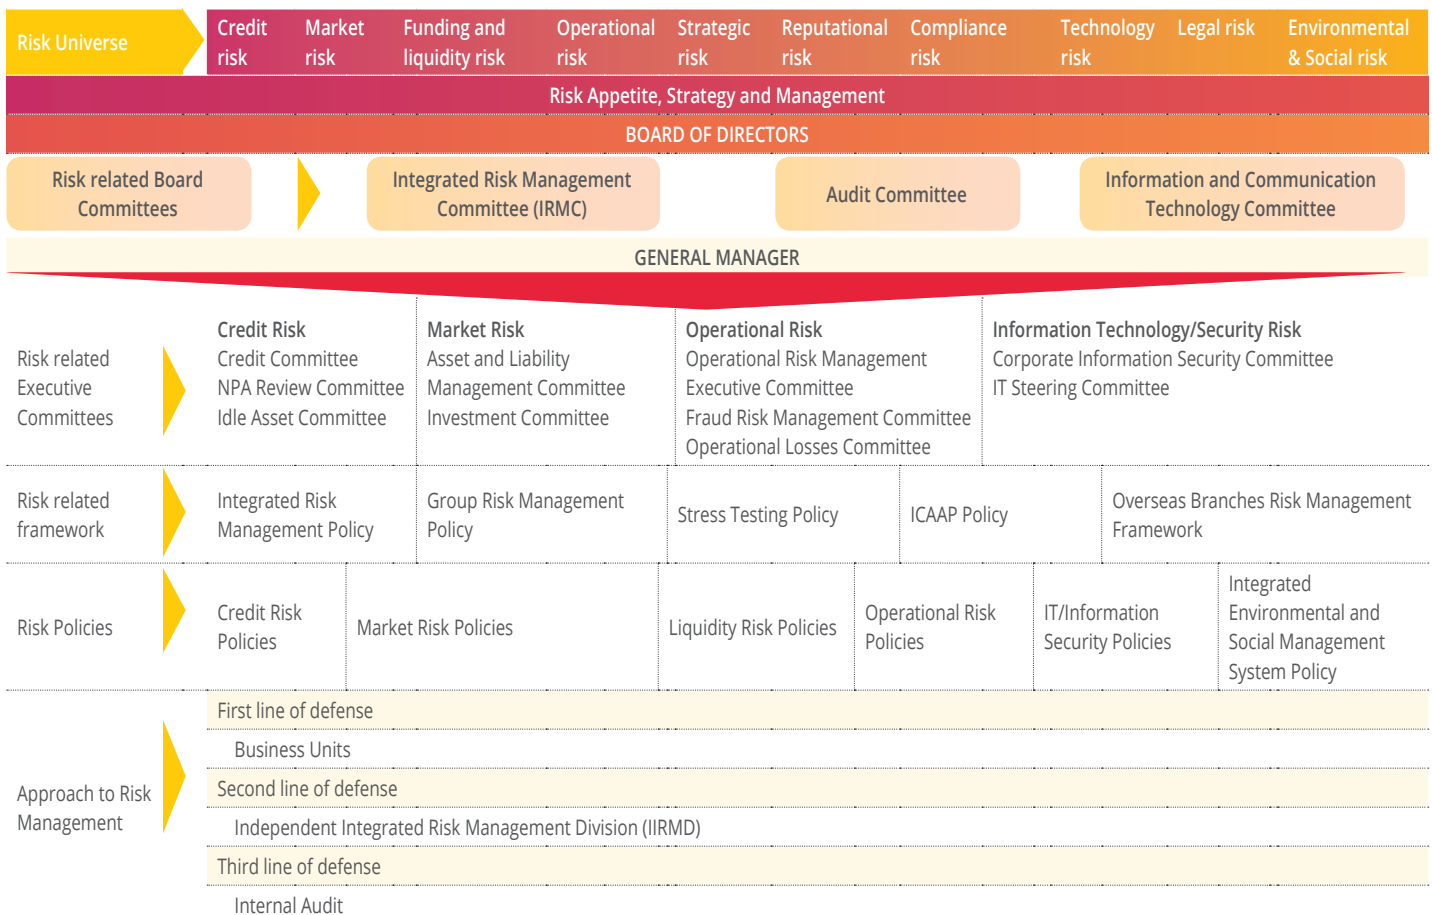 Risk Universe
Credit risk
Market risk
Funding and liquidity risk
Operational risk
Strategic risk
Reputational risk
Compliance risk
Technology risk
Legal risk
Environmental & Social risk
Risk Appetite, Strategy and Management
BOARD OF DIRECTORS
Risk related Board
Committees
Integrated Risk Management
Committee (IRMC)
Audit Committee
Information and Communication
Technology Committee
GENERAL MANAGER
Risk related
Executive
Committees
Credit Risk
Credit Committee
NPA Review Committee
Idle Asset Committee
Market Risk
Asset and Liability
Management Committee
Investment Committee
Operational Risk
Operational Risk Management
Executive Committee
Fraud Risk Management Committee
Operational Losses Committee
Information Technology/Security Risk
Corporate Information Security Committee
IT Steering Committee
Risk related
framework
Integrated Risk
Management Policy
Group Risk Management
Policy
Stress Testing Policy
ICAAP Policy
Overseas Branches Risk Management
Framework
Risk Policies
Credit Risk
Policies
Market Risk Policies
Liquidity Risk Policies
Operational Risk
Policies
IT/Information
Security Policies
Integrated
Environmental and
Social Management
System Policy
Approach to Risk
Management
First line of defense
Business Units
Second line of defense
Independent Integrated Risk Management Division (IIRMD)
Third line of defense
Internal Audit